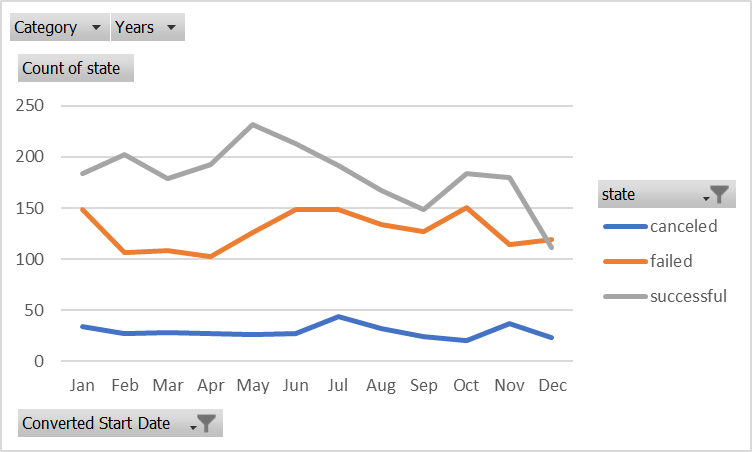 Category Years
Count of state
250
200
150
100
50
0
Jan Feb Mar Apr May Jun Jul Aug Sep Oct Nov Dec
state
canceled
failed
successful
Converted Start Date